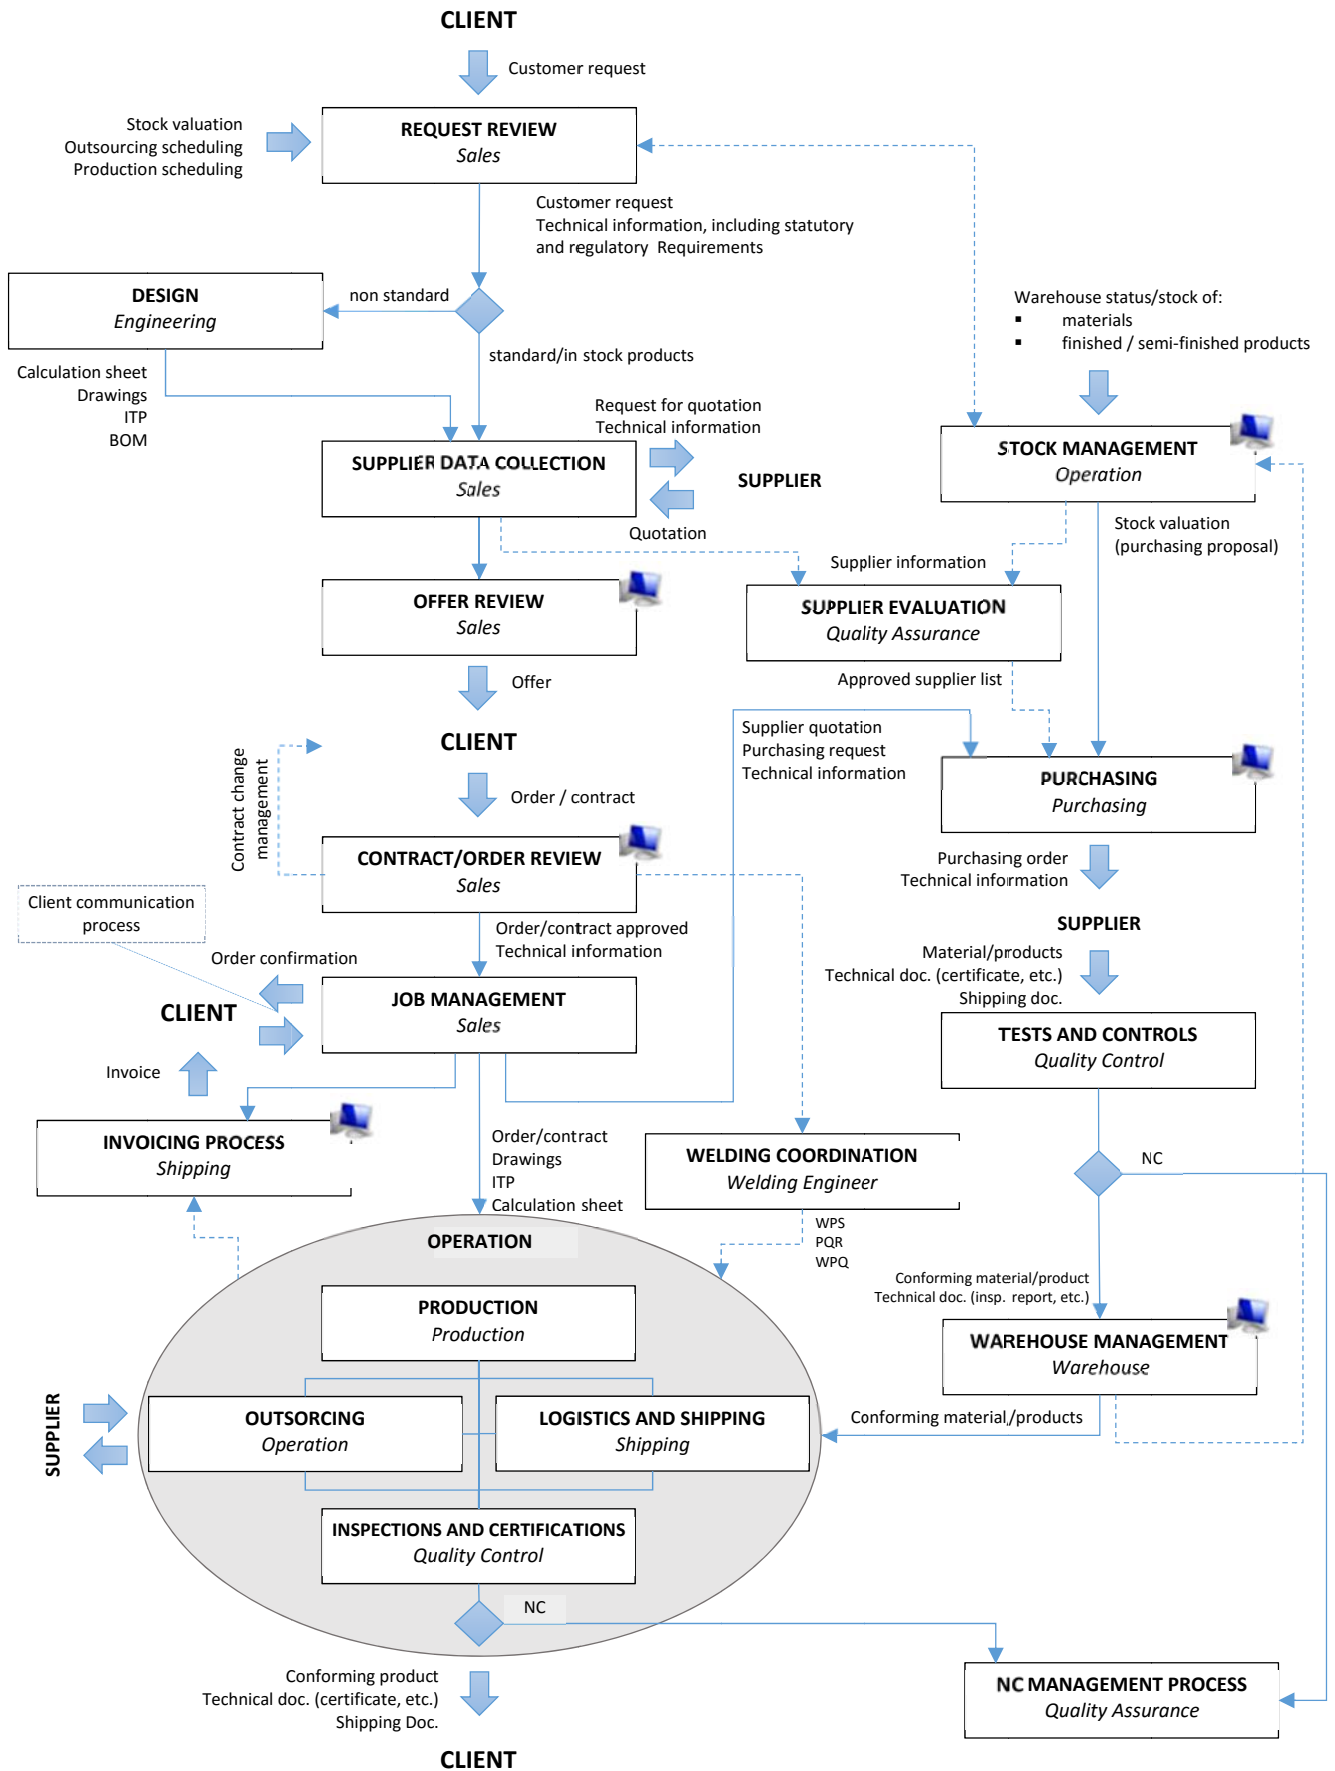 CLIENT
Customer request
Stock valuation
Outsourcing scheduling
Production scheduling
REQUEST REVIEW
Sales
Customer request
Technical information, including statutory
and regulatory Requirements
DESIGN
Engineering
non standard
Warehouse status/stock of:
▪ materials
▪ finished / semi-finished products
standard/in stock products
Calculation sheet
Drawings
ITP
BOM
Request for quotation
Technical information
SUPPLIER DATA COLLECTION
Sales
SUPPLIER
STOCK MANAGEMENT
Operation
Quotation
Stock valuation
(purchasing proposal)
Supplier information
OFFER REVIEW
Sales
SUPPLIER EVALUATION
Quality Assurance
Offer
Approved supplier list
CLIENT
Supplier quotation
Purchasing request
Technical information
Contract change
management
Order / contract
PURCHASING
Purchasing
CONTRACT/ORDER REVIEW
Sales
Purchasing order
Technical information
Client communication
process
Order/contract approved
Technical information
SUPPLIER
Order confirmation
Material/products
Technical doc. (certificate, etc.)
Shipping doc.
JOB MANAGEMENT
Sales
CLIENT
TESTS AND CONTROLS
Quality Control
Invoice
INVOICING PROCESS
Shipping
Order/contract
Drawings
ITP
Calculation sheet
WELDING COORDINATION
Welding Engineer
NC
WPS
PQR
WPQ
OPERATION
Conforming material/product
Technical doc. (insp. report, etc.)
PRODUCTION
Production
WAREHOUSE MANAGEMENT
Warehouse
SUPPLIER
OUTSORCING
Operation
LOGISTICS AND SHIPPING
Shipping
Conforming material/products
INSPECTIONS AND CERTIFICATIONS
Quality Control
NC
Conforming product
Technical doc. (certificate, etc.)
Shipping Doc.
NC MANAGEMENT PROCESS
Quality Assurance
CLIENT